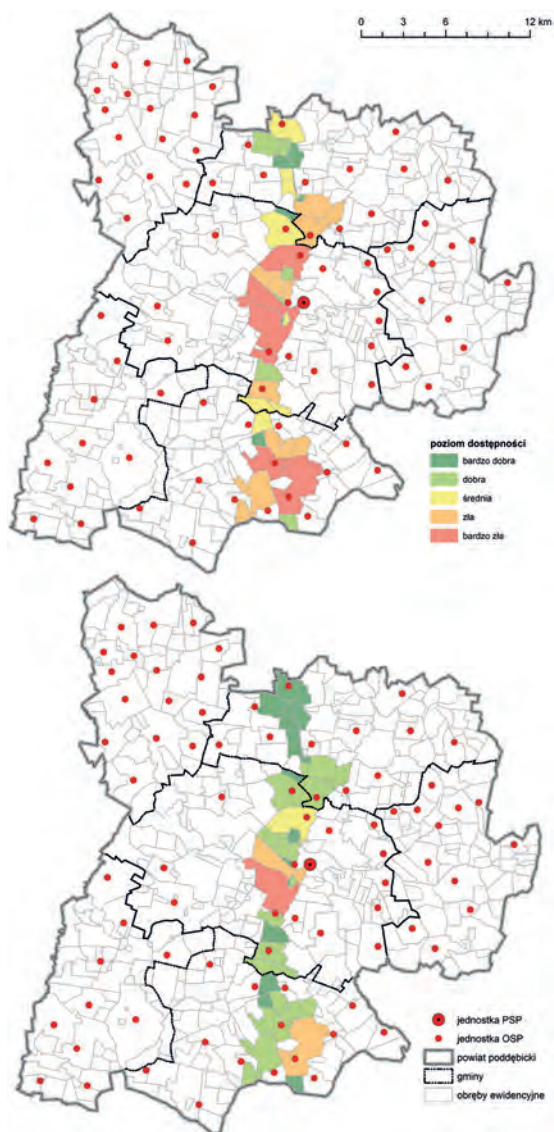 0 3 6 12 km
poziom dostępności
bardzo dobra
dobra
średnia
zła
bardzo zła
jednostka PSP
jednostka OSP
powiat poddębicki
gminy
obręby ewidencyjne